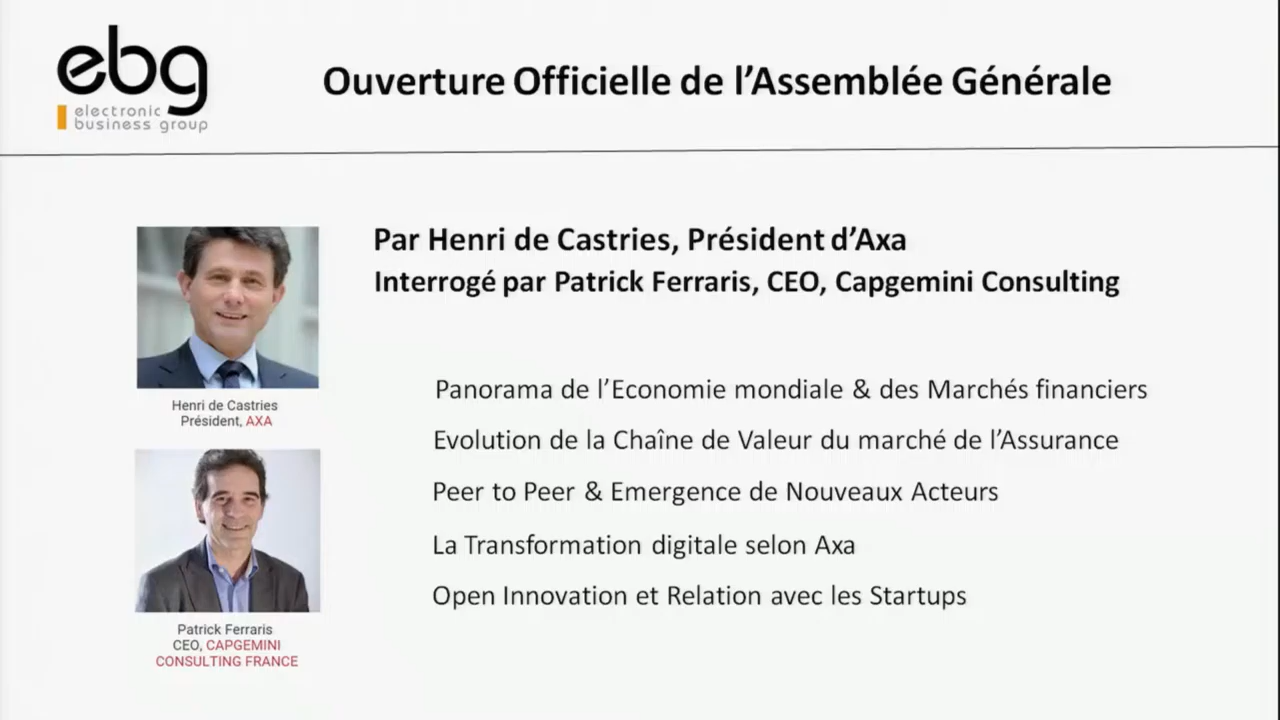 ebg
electronic
business group
Ouverture Officielle de l’Assemblée Générale
Par Henri de Castries, Président d’Axa
Interrogé par Patrick Ferraris, CEO, Capgemini Consulting
Henri de Castries
Président, AXA
Panorama de l’Economie mondiale & des Marchés financiers
Evolution de la Chaîne de Valeur du marché de l’Assurance
Peer to Peer & Emergence de Nouveaux Acteurs
La Transformation digitale selon Axa
Open Innovation et Relation avec les Startups
Patrick Ferraris
CEO, CAPGEMINI
CONSULTING FRANCE